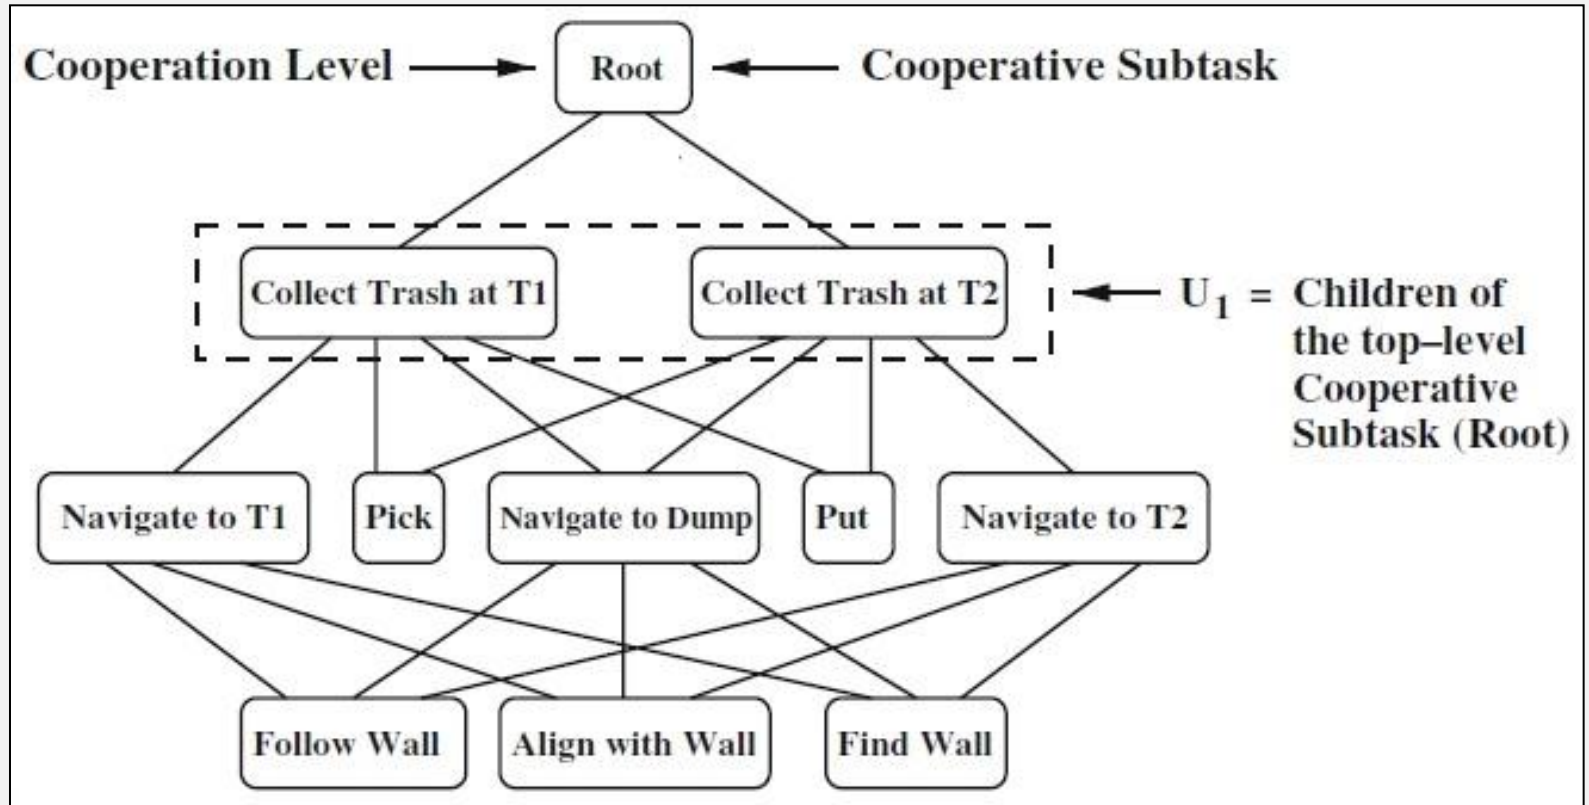 Cooperation Level
Root
Cooperative Subtask
Collect Trash at T1
Collect Trash at T2
U1 = Children of
the top–level
Cooperative
Subtask (Root)
Navigate to T1
Pick
Navigate to Dump
Put
Navigate to T2
Follow Wall
Align with Wall
Find Wall